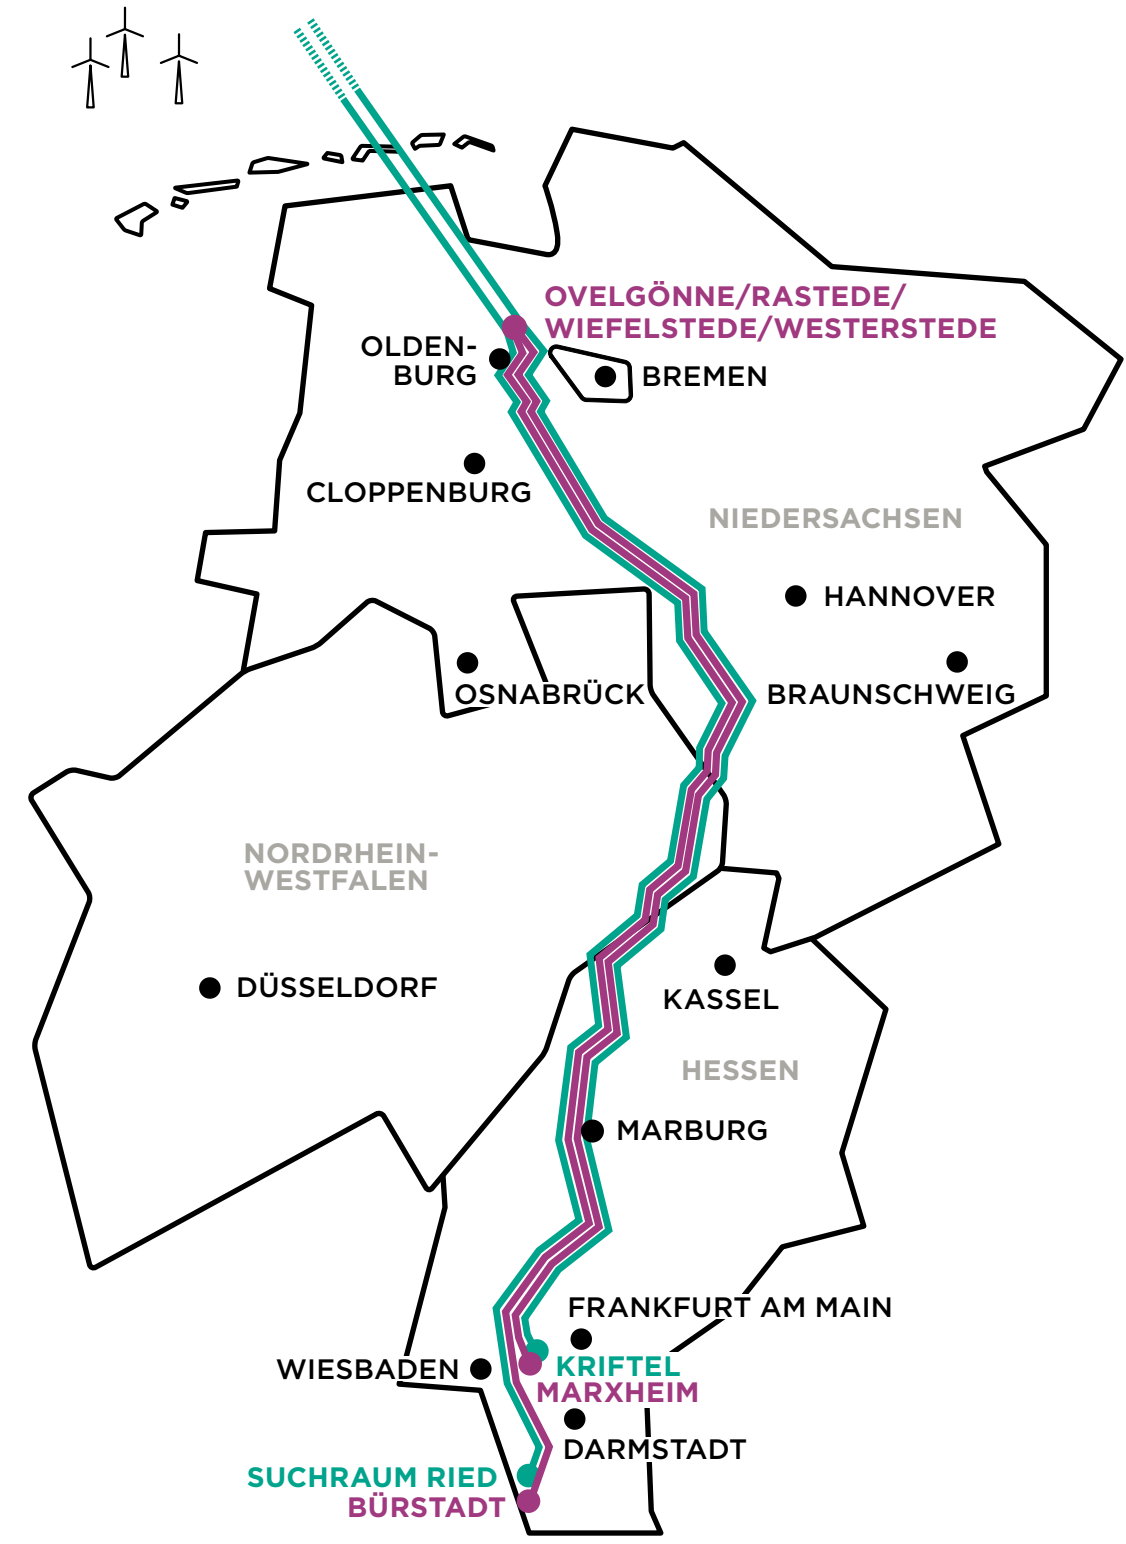 OVELGÖNNE/RASTEDE/
WIEFELSTEDE/WESTERSTEDE
OLDEN-
BURG
BREMEN
CLOPPENBURG
NIEDERSACHSEN
HANNOVER
OSNABRÜCK
BRAUNSCHWEIG
NORDRHEIN-
WESTFALEN
DÜSSELDORF
KASSEL
HESSEN
MARBURG
FRANKFURT AM MAIN
WIESBADEN
KRIFTEL
MARXHEIM
DARMSTADT
SUCHRAUM RIED
BÜRSTADT